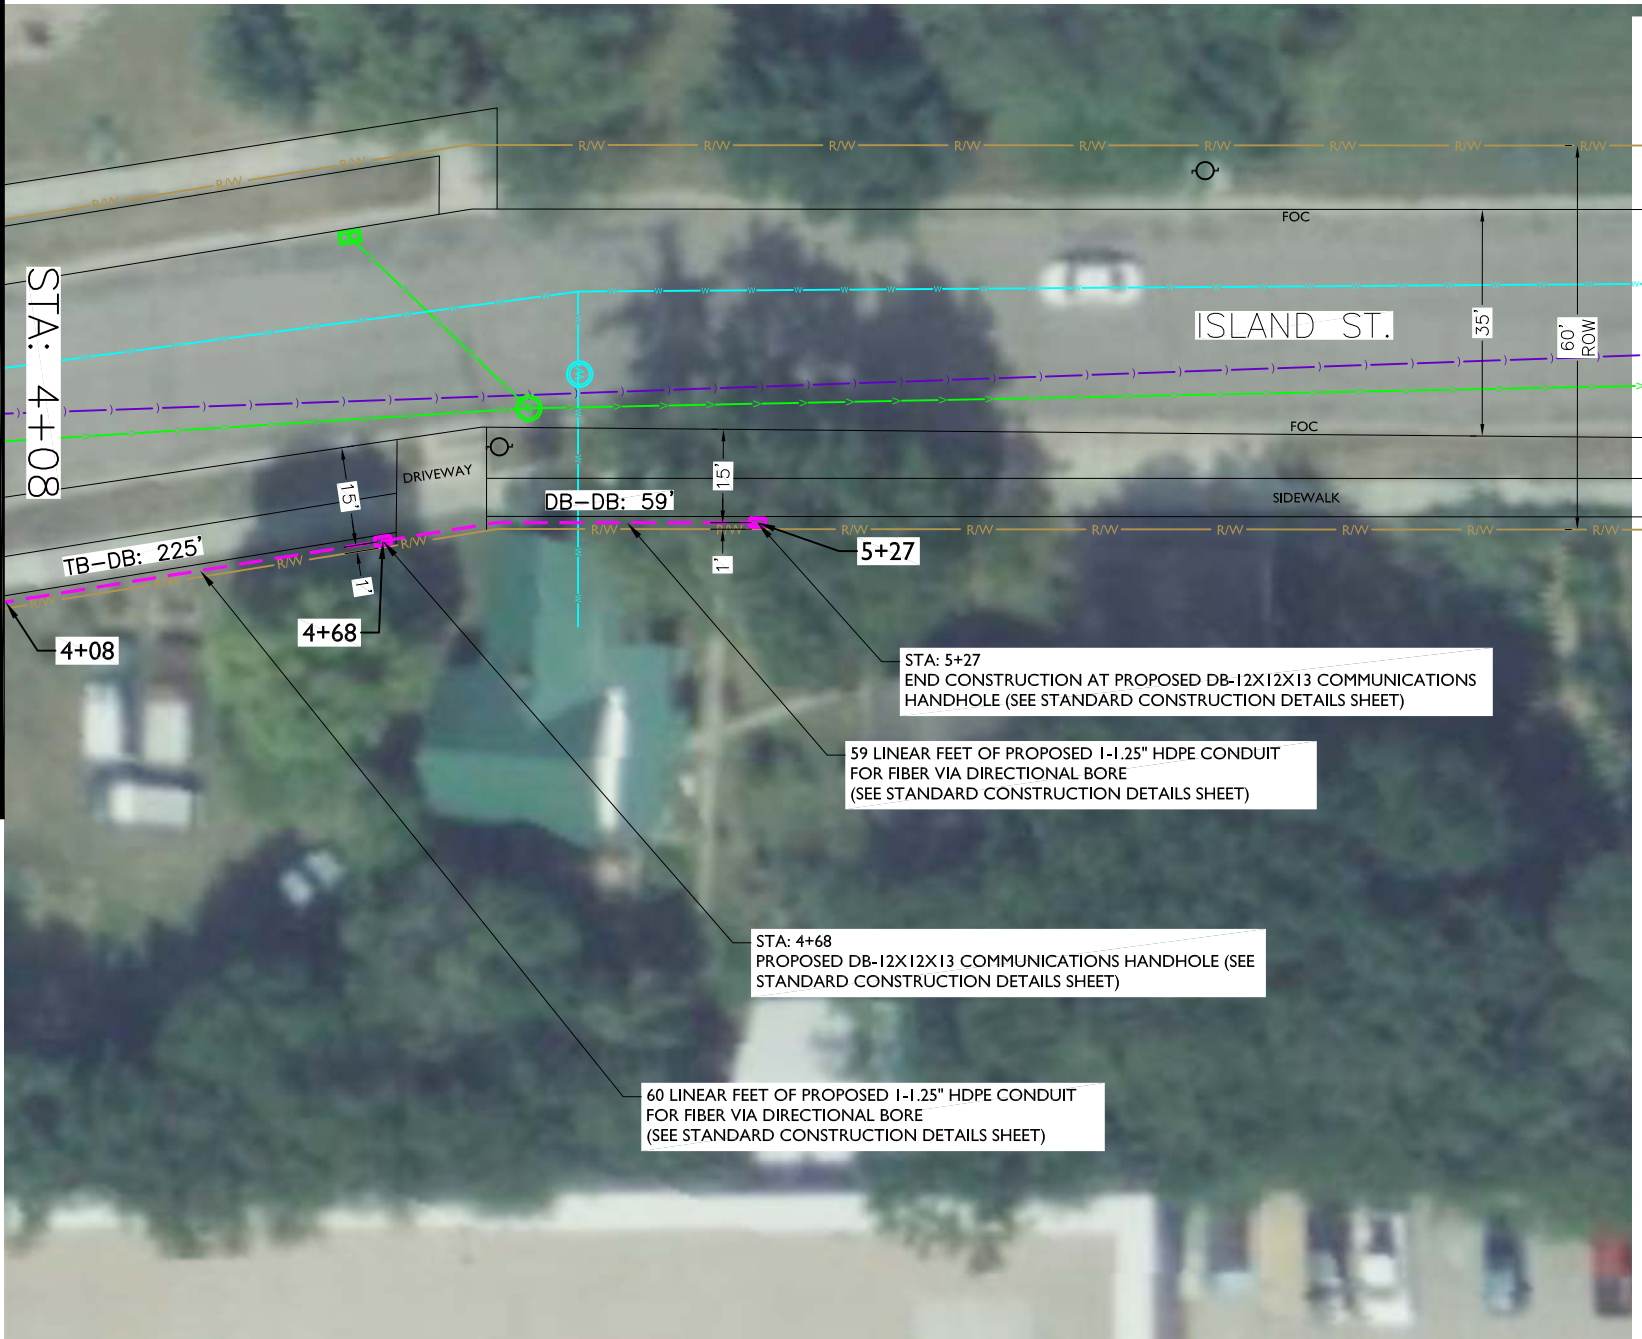 R/W R/W R/W R/W R/W R/W R/W R/W R/W
R/W
R/W
R/W
FOC
STA: 4+08
ISLAND ST.
35'
60'
ROW
FOC
DRIVEWAY
15'
15'
SIDEWALK
DB-DB: 59'
R/W R/W R/W R/W R/W R/W R/W R/W
5+27
TB-DB: 225'
R/W
R/W
R/W
R/W
1'
1'
4+68
4+08
STA: 5+27
END CONSTRUCTION AT PROPOSED DB-12X12X13 COMMUNICATIONS
HANDHOLE (SEE STANDARD CONSTRUCTION DETAILS SHEET)
59 LINEAR FEET OF PROPOSED 1-1.25" HDPE CONDUIT
FOR FIBER VIA DIRECTIONAL BORE
(SEE STANDARD CONSTRUCTION DETAILS SHEET)
STA: 4+68
PROPOSED DB-12X12X13 COMMUNICATIONS HANDHOLE (SEE
STANDARD CONSTRUCTION DETAILS SHEET)
60 LINEAR FEET OF PROPOSED 1-1.25" HDPE CONDUIT
FOR FIBER VIA DIRECTIONAL BORE
(SEE STANDARD CONSTRUCTION DETAILS SHEET)